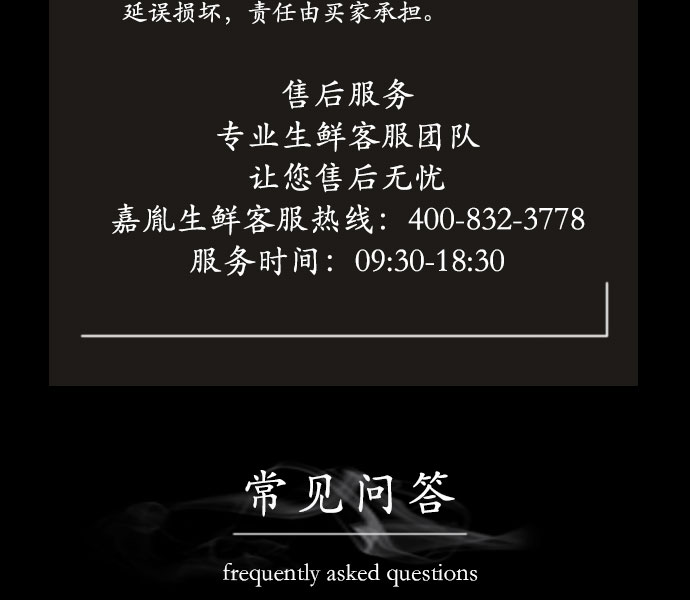 延误损坏，责任由买家承担。
售后服务
专业生鲜客服团队
让您售后无忧
嘉胤生鲜客服热线：400-832-3778
服务时间：09:30-18:30
常见问答
frequently asked questions